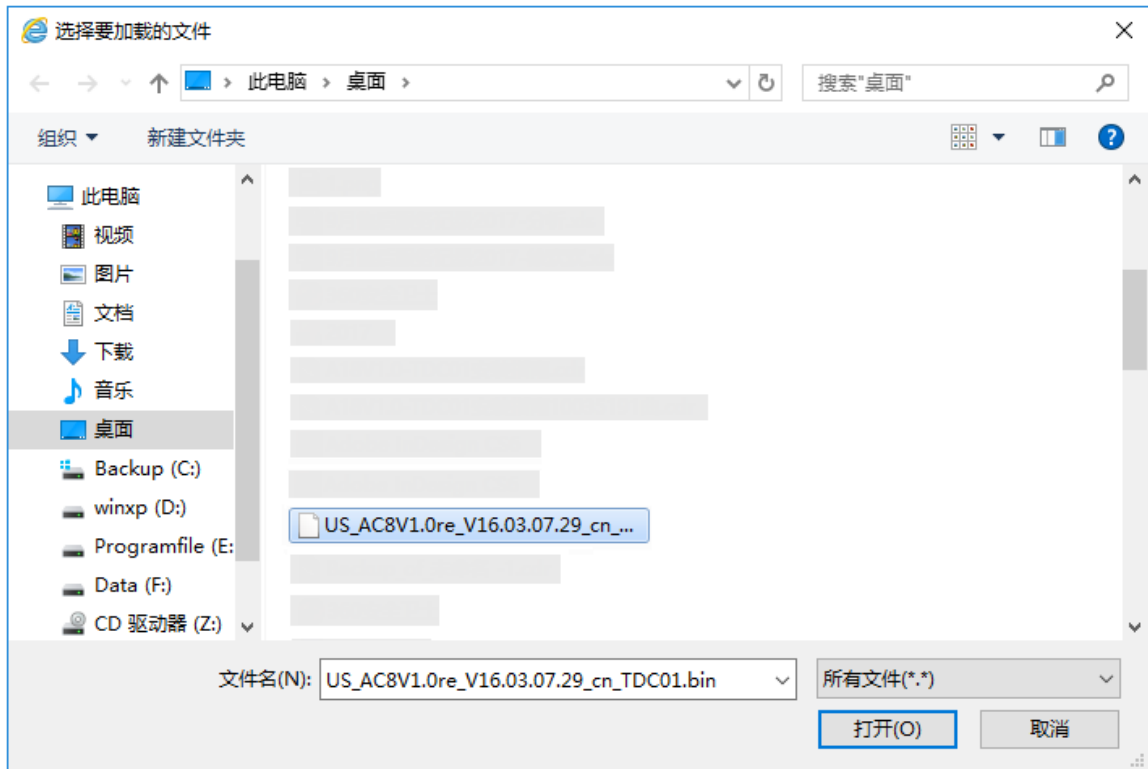 选择要加载的文件
此电脑 › 桌面 ›
搜索"桌面"
组织
新建文件夹
此电脑
视频
图片
文档
下载
音乐
桌面
Backup (C:)
winxp (D:)
Programfile (E:
Data (F:)
CD 驱动器 (Z:)
US_AC8V1.0re_V16.03.07.29_cn_...
文件名(N): US_AC8V1.0re_V16.03.07.29_cn_TDC01.bin
所有文件(*.*)
打开(O)
取消